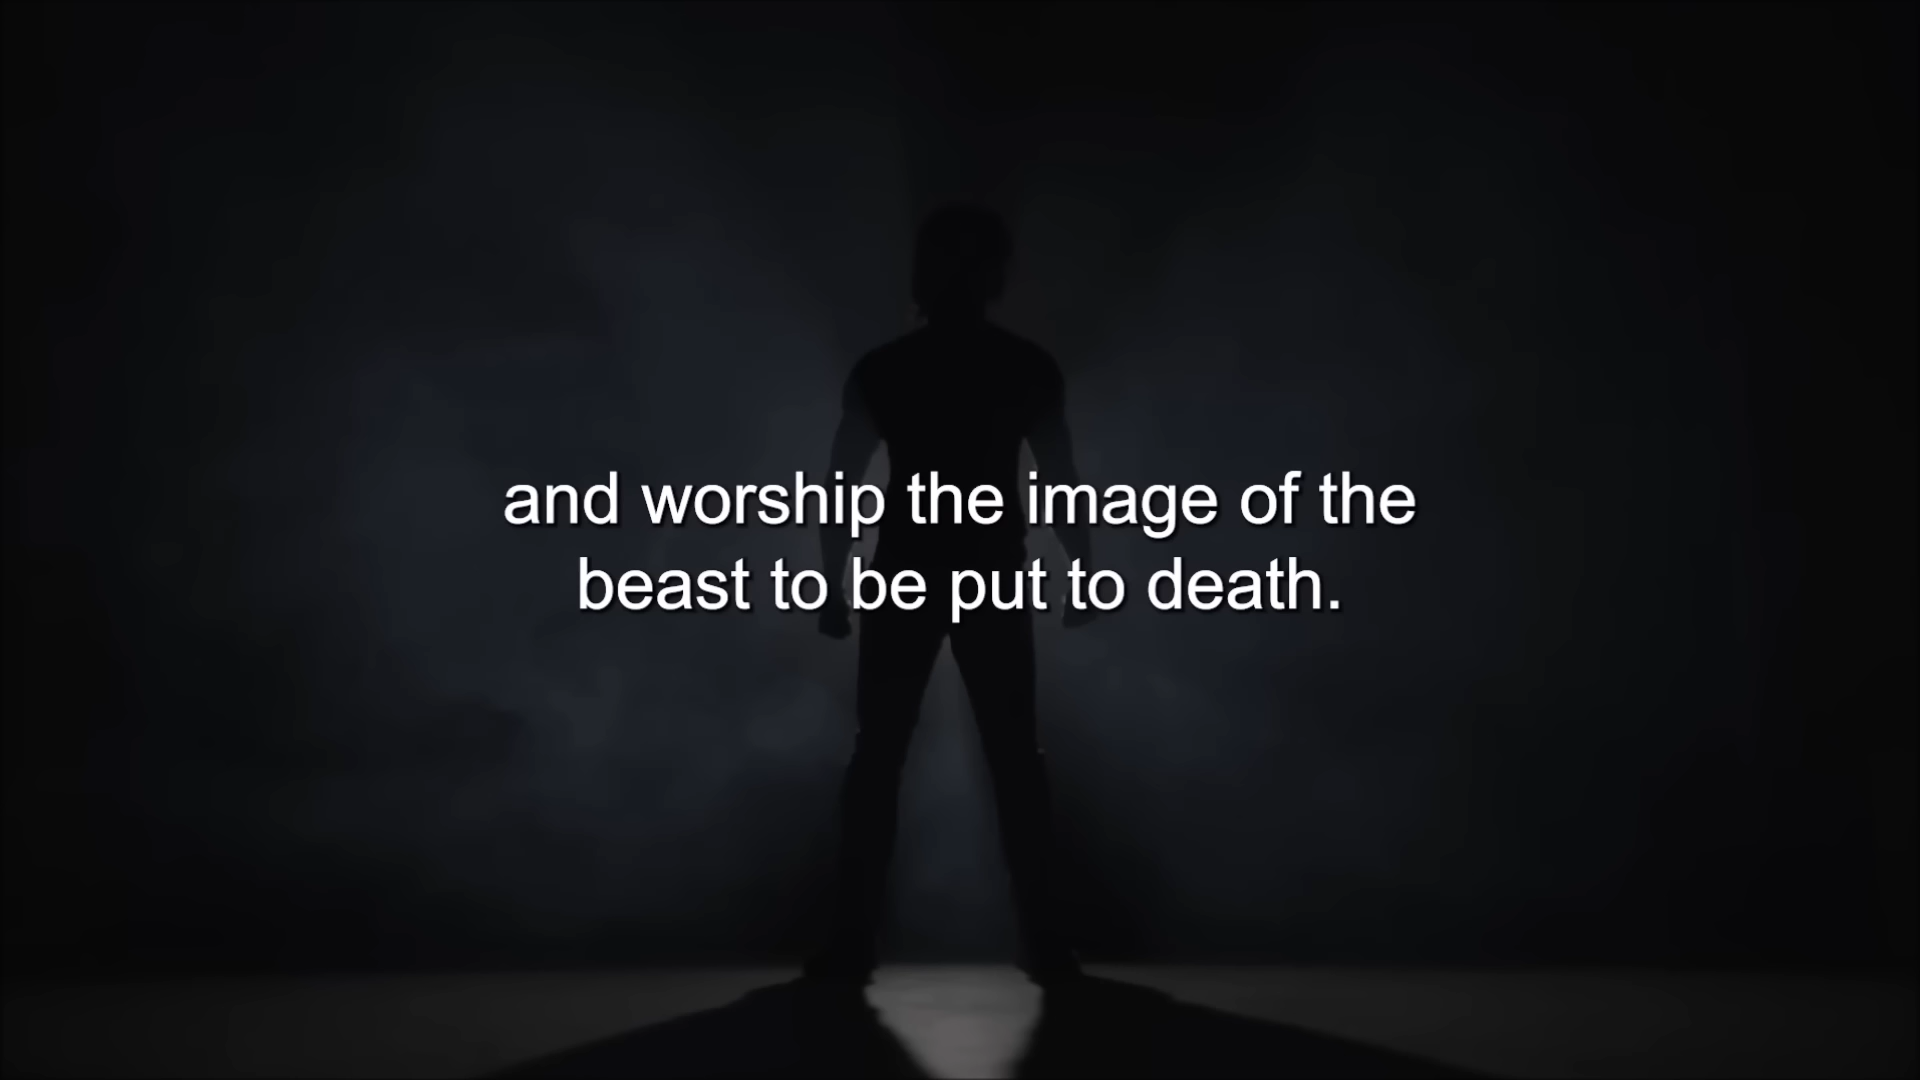 and worship the image of the
beast to be put to death.